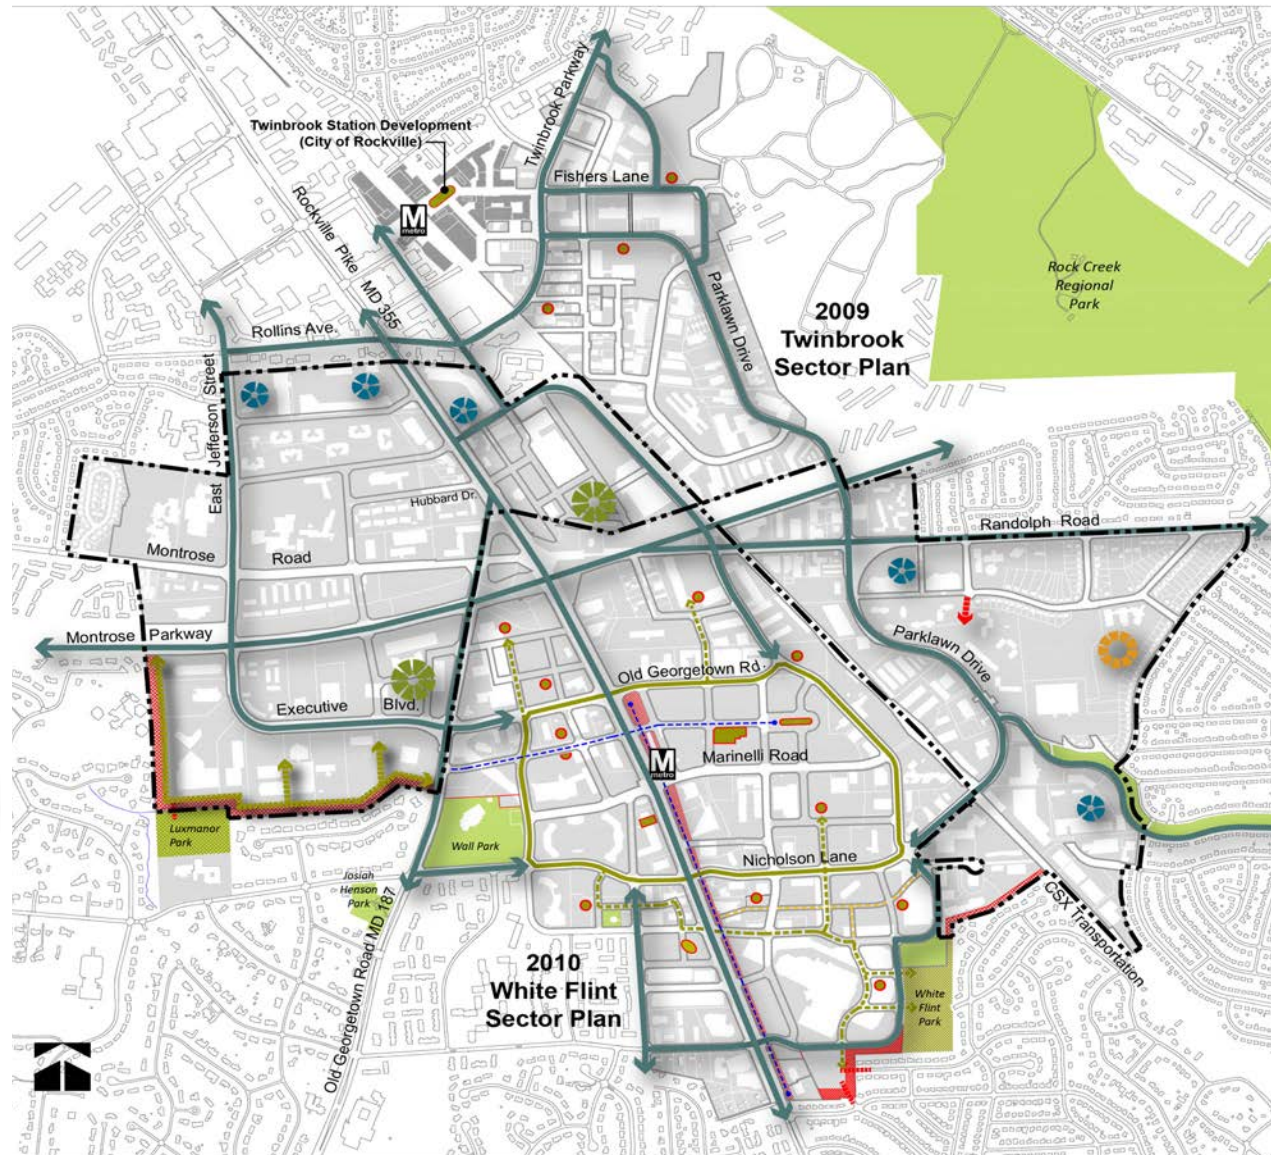 Twinbrook Parkway
Twinbrook Station Development
(City of Rockville)
Fishers Lane
M
metro
Rockville Pike MD 355
Rock Creek
Regional
Park
Parklawn Drive
2009
Twinbrook
Sector Plan
Rollins Ave.
East Jefferson Street
Hubbard Dr.
Randolph Road
Montrose Road
Montrose Parkway
Parklawn Drive
Old Georgetown Rd.
Executive Blvd.
M
metro
Marinelli Road
Luxmanor
Park
Wall Park
Nicholson Lane
Josiah
Henson
Park
CSX Transportation
Old Georgetown Road MD 187
2010
White Flint
Sector Plan
White
Flint
Park